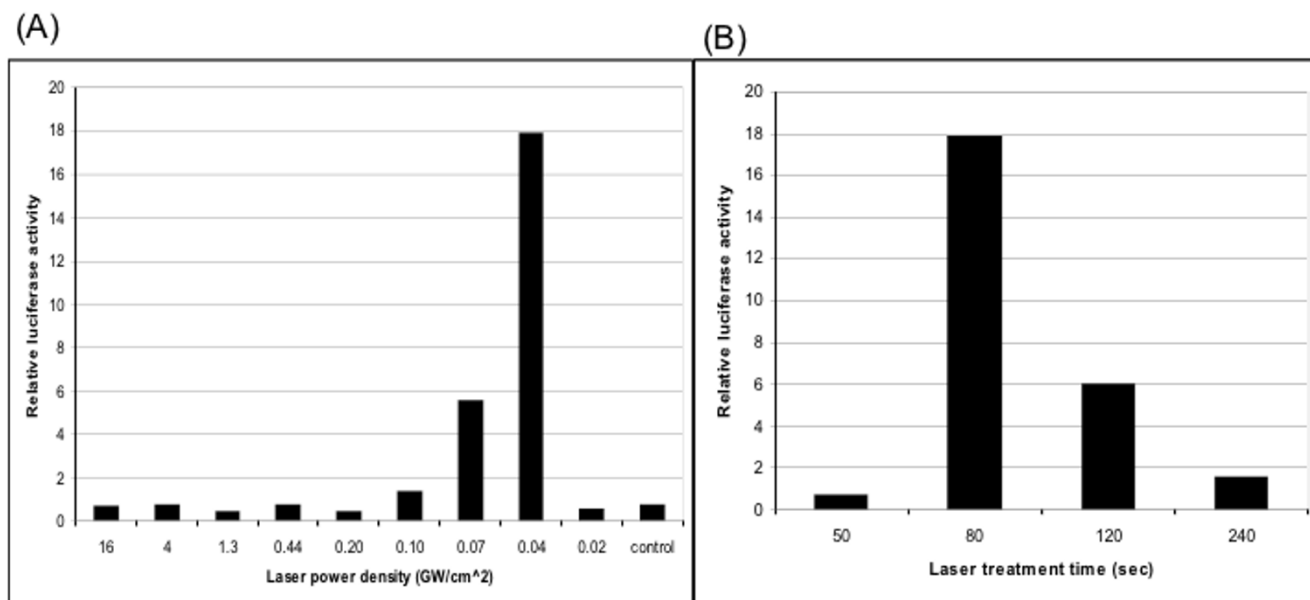 (A)
20
18
16
14
12
10
8
6
4
2
0
Relative luciferase activity
16 4 1.3 0.44 0.20 0.10 0.07 0.04 0.02 control
Laser power density (GW/cm^2)
(B)
20
18
16
14
12
10
8
6
4
2
0
Relative luciferase activity
50 80 120 240
Laser treatment time (sec)